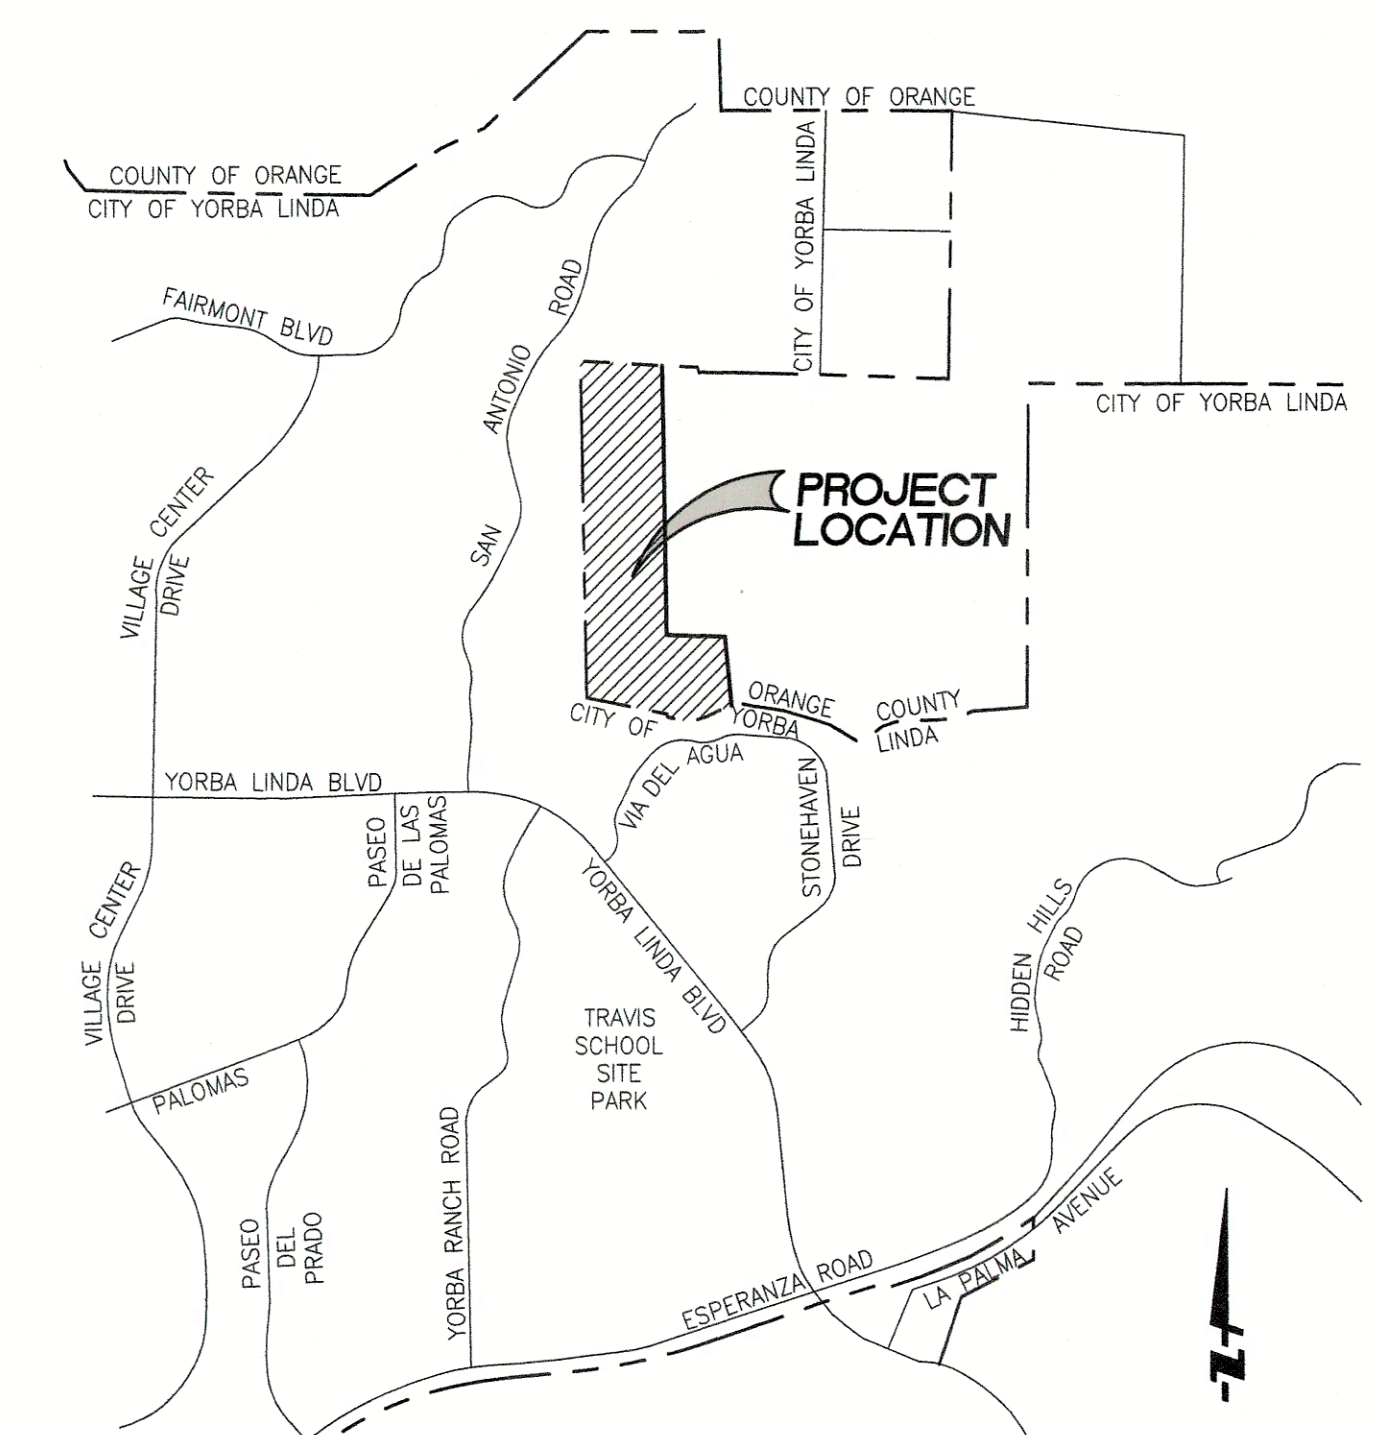 COUNTY OF ORANGE
COUNTY OF ORANGE
CITY OF YORBA LINDA
CITY OF YORBA LINDA
FAIRMONT BLVD
SAN ANTONIO ROAD
CITY OF YORBA LINDA
VILLAGE CENTER
DRIVE
PROJECT
LOCATION
ORANGE COUNTY
CITY OF YORBA LINDA
VIA DEL AGUA
YORBA LINDA BLVD
PASEO
DE LAS
PALOMAS
STONEHAVEN
DRIVE
YORBA LINDA BLVD
VILLAGE CENTER
DRIVE
HIDDEN HILLS
ROAD
TRAVIS
SCHOOL
SITE
PARK
PALOMAS
YORBA RANCH ROAD
PASEO
DEL
PRADO
ESPERANZA ROAD
LA PALMA AVENUE
N